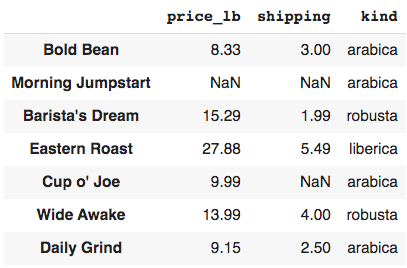 price_lb shipping kind
Bold Bean 8.33 3.00 arabica
Morning Jumpstart NaN NaN arabica
Barista's Dream 15.29 1.99 robusta
Eastern Roast 27.88 5.49 liberica
Cup o' Joe 9.99 NaN arabica
Wide Awake 13.99 4.00 robusta
Daily Grind 9.15 2.50 arabica